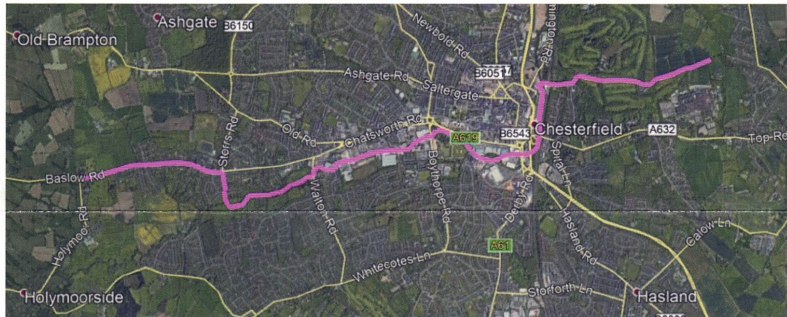 Ashgate
B6150
Old Brampton
Newbold Rd
B6051
Ashgate Rd
Saltergate
Chatsworth Rd
Old Rd
Storrs Rd
A619
B6543
Chesterfield
A632
Top Rd
Baslow Rd
Walton Rd
Boythorpe Rd
Derby Rd
Spiral Ln
Hasland Rd
Calow Ln
Holymoor Rd
A61
Whitecotes Ln
Storforth Ln
Holymoorside
Hasland